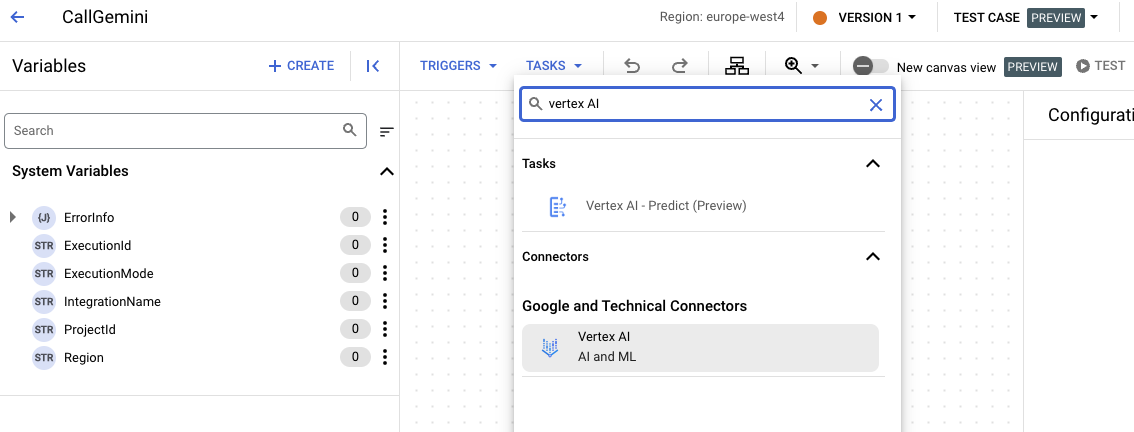 CallGemini
Region: europe-west4
VERSION 1
TEST CASE PREVIEW
Variables
CREATE
TRIGGERS
TASKS
New canvas view PREVIEW
TEST
Search
System Variables
{J} ErrorInfo 0
STR ExecutionId 0
STR ExecutionMode 0
STR IntegrationName 0
STR ProjectId 0
STR Region 0
vertex AI
Tasks
Vertex AI - Predict (Preview)
Connectors
Google and Technical Connectors
Vertex AI
AI and ML
Configurati